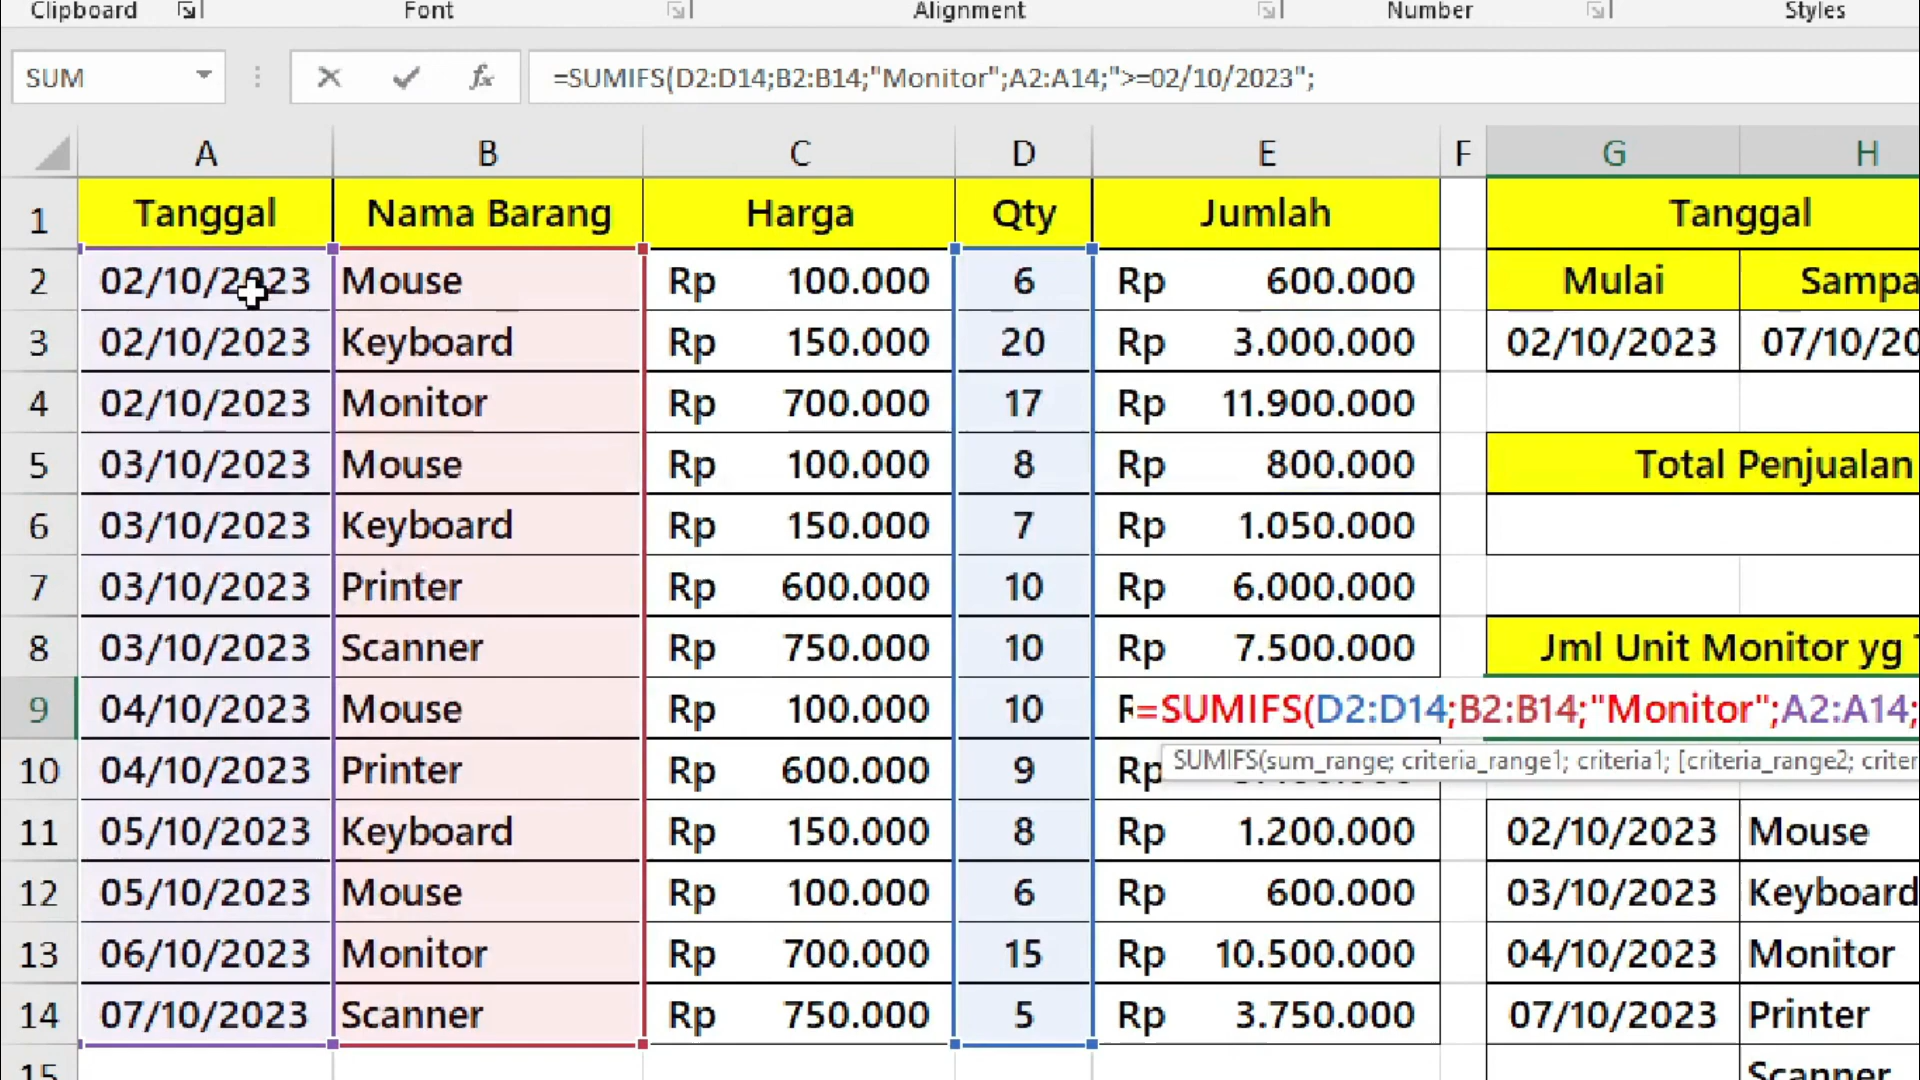 Clipboard Font Alignment Number Styles
SUM =SUMIFS(D2:D14;B2:B14;"Monitor";A2:A14;">=02/10/2023";
A B C D E F G H
1 Tanggal Nama Barang Harga Qty Jumlah Tanggal
2 02/10/2023 Mouse Rp 100.000 6 Rp 600.000 Mulai Sampa
3 02/10/2023 Keyboard Rp 150.000 20 Rp 3.000.000 02/10/2023 07/10/20
4 02/10/2023 Monitor Rp 700.000 17 Rp 11.900.000
5 03/10/2023 Mouse Rp 100.000 8 Rp 800.000 Total Penjualan
6 03/10/2023 Keyboard Rp 150.000 7 Rp 1.050.000
7 03/10/2023 Printer Rp 600.000 10 Rp 6.000.000
8 03/10/2023 Scanner Rp 750.000 10 Rp 7.500.000 Jml Unit Monitor yg
9 04/10/2023 Mouse Rp 100.000 10 =SUMIFS(D2:D14;B2:B14;"Monitor";A2:A14;
SUMIFS(sum_range; criteria_range1; criteria1; [criteria_range2; criter
10 04/10/2023 Printer Rp 600.000 9 Rp
11 05/10/2023 Keyboard Rp 150.000 8 Rp 1.200.000 02/10/2023 Mouse
12 05/10/2023 Mouse Rp 100.000 6 Rp 600.000 03/10/2023 Keyboard
13 06/10/2023 Monitor Rp 700.000 15 Rp 10.500.000 04/10/2023 Monitor
14 07/10/2023 Scanner Rp 750.000 5 Rp 3.750.000 07/10/2023 Printer
15 Scanner